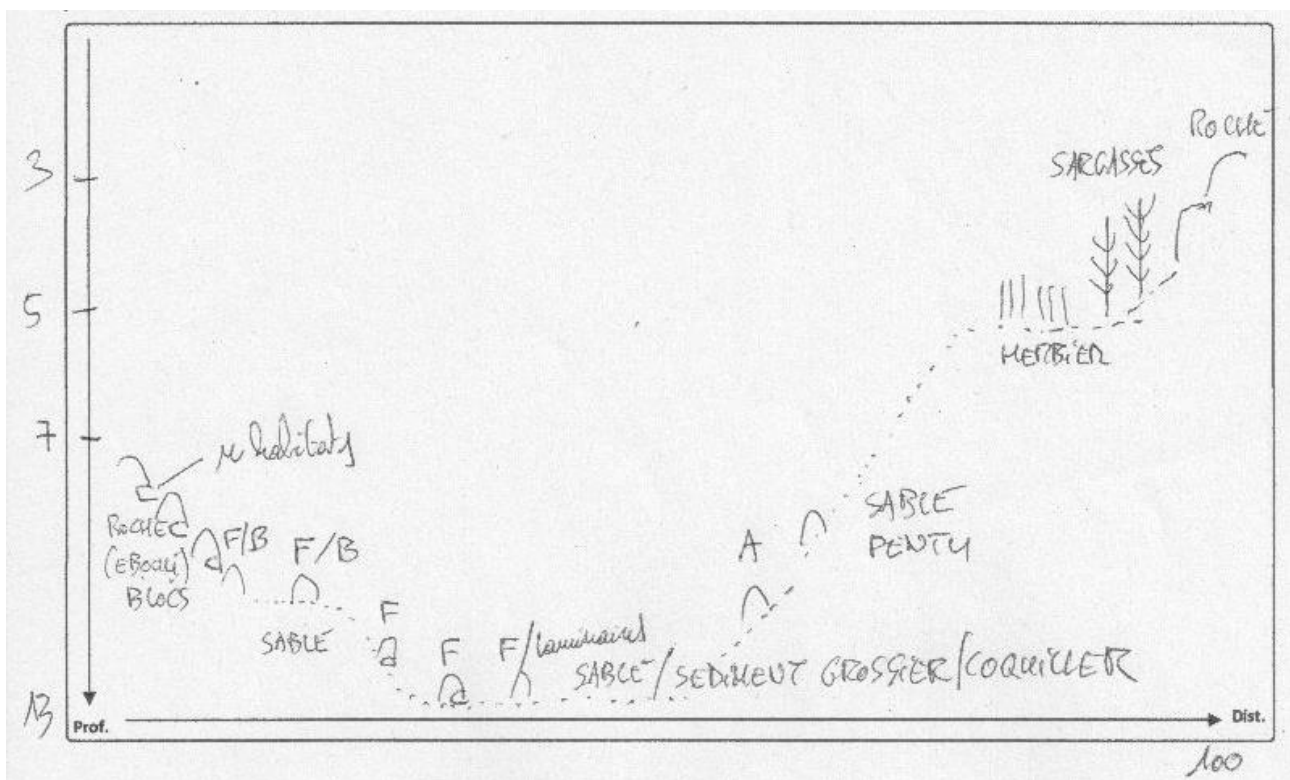 ROCHE
3
SARGASSES
5
HERBIER
7
µ habitats
ROCHE
(EBOULI)
BLOCS
F/B
F/B
SABLE
F
F
F/laminaires
A
SABLE
PENTU
SABLE/SEDIMENT GROSSIER/COQUILLER
13
Prof.
Dist.
100